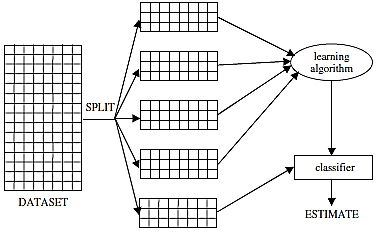 learning
algorithm
SPLIT
classifier
DATASET
ESTIMATE